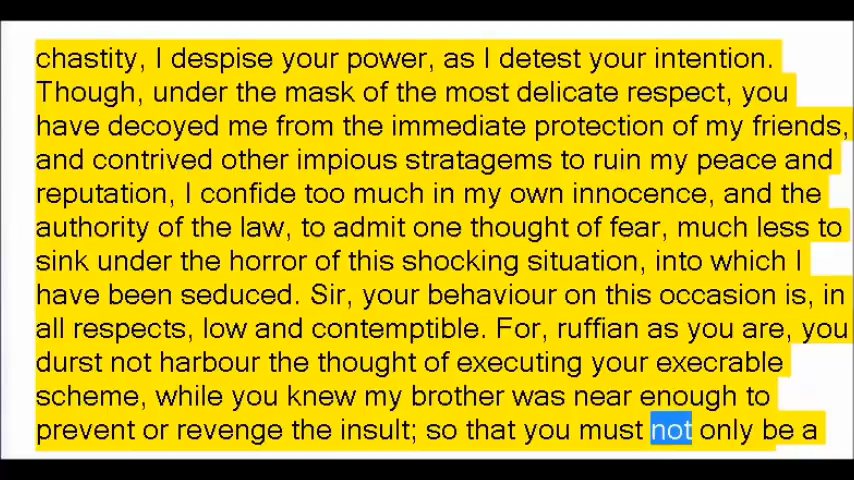 chastity, I despise your power, as I detest your intention.
Though, under the mask of the most delicate respect, you
have decoyed me from the immediate protection of my friends,
and contrived other impious stratagems to ruin my peace and
reputation, I confide too much in my own innocence, and the
authority of the law, to admit one thought of fear, much less to
sink under the horror of this shocking situation, into which I
have been seduced. Sir, your behaviour on this occasion is, in
all respects, low and contemptible. For, ruffian as you are, you
durst not harbour the thought of executing your execrable
scheme, while you knew my brother was near enough to
prevent or revenge the insult; so that you must not only be a